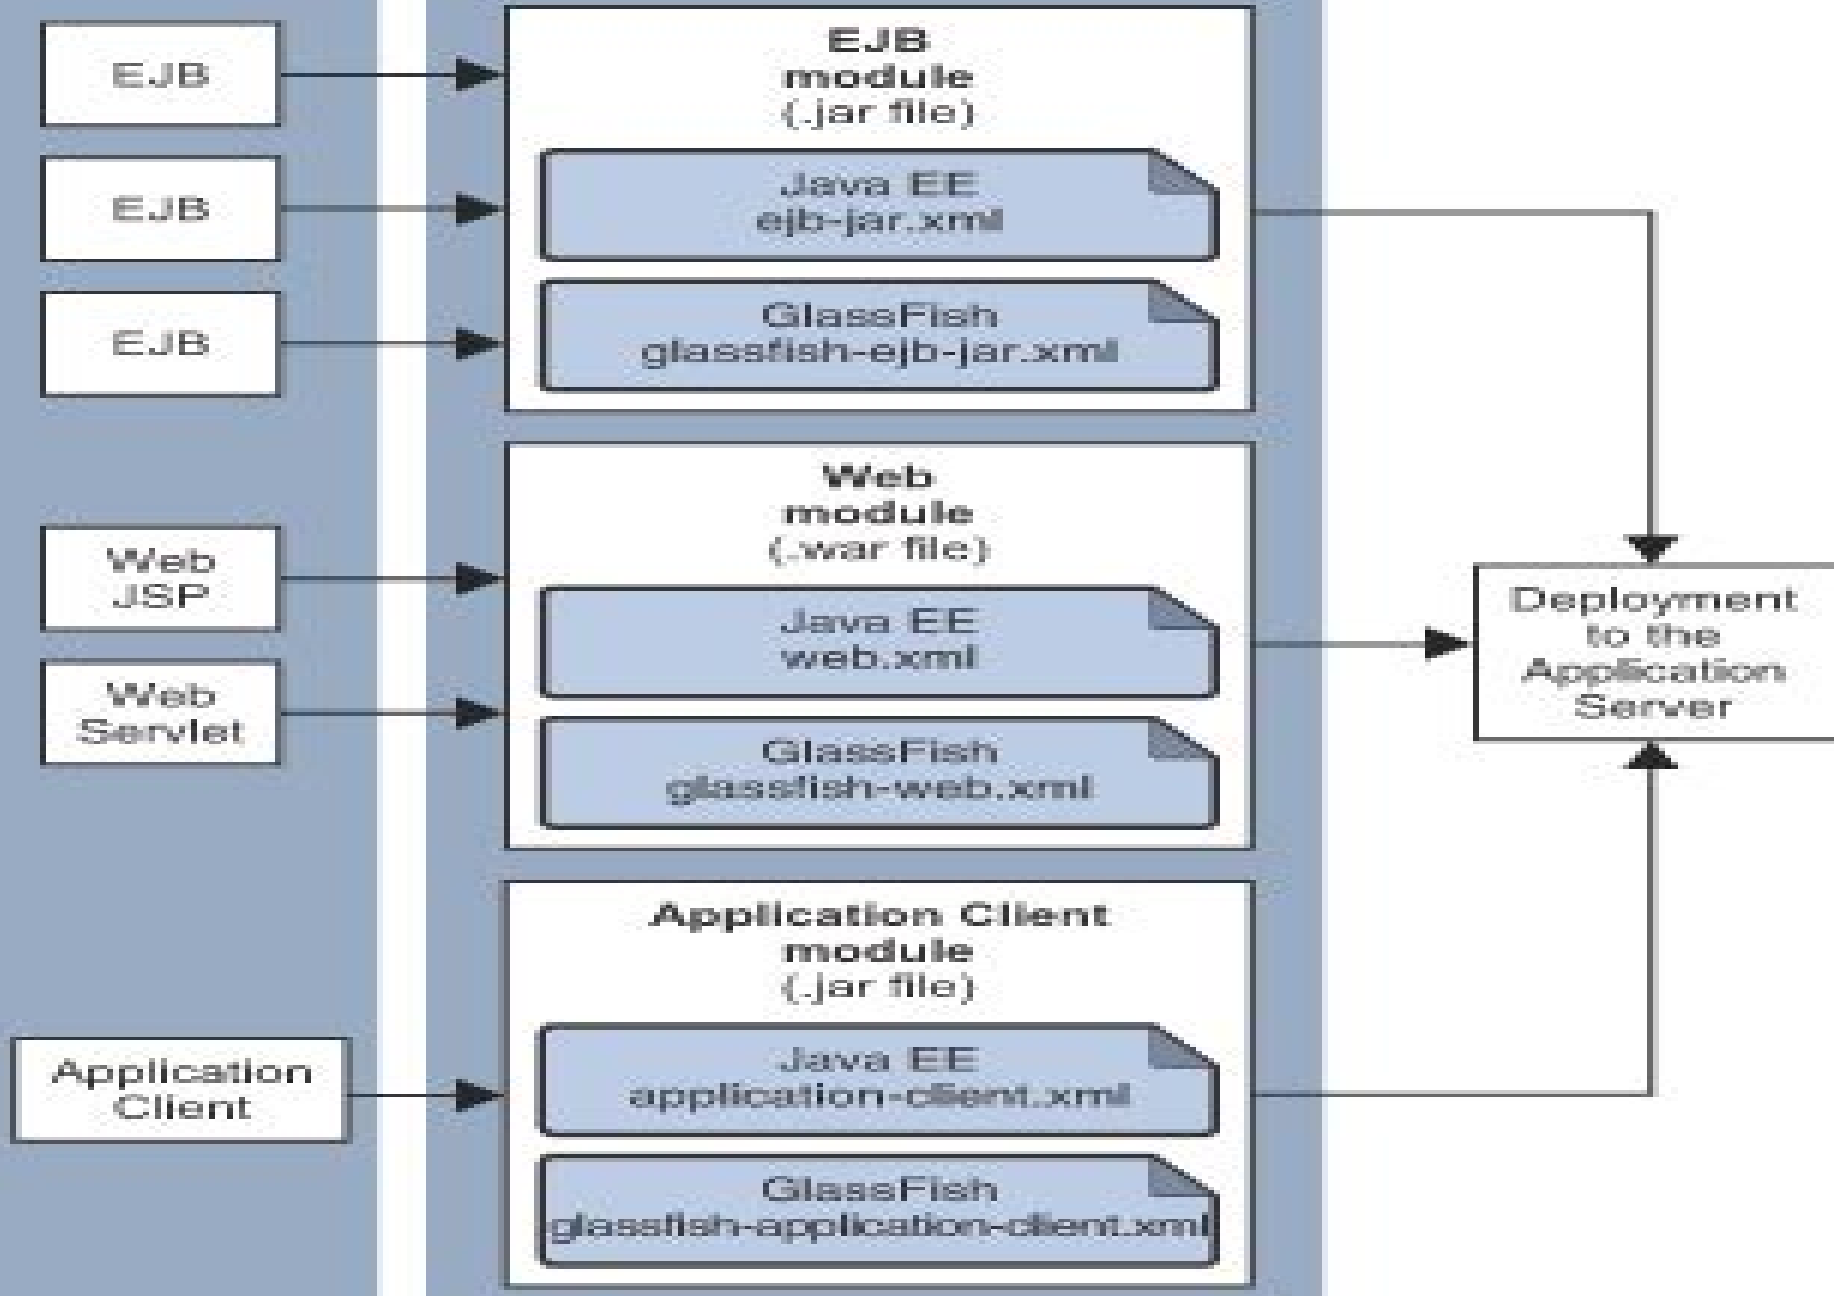 EJB
EJB
EJB
Web
JSP
Web
Servlet
Application
Client
EJB
module
(.jar file)
Java EE
ejb-jar.xml
GlassFish
glassfish-ejb-jar.xml
Web
module
(.war file)
Java EE
web.xml
GlassFish
glassfish-web.xml
Application Client
module
(.jar file)
Java EE
application-client.xml
GlassFish
glassfish-application-client.xml
Deployment
to the
Application
Server